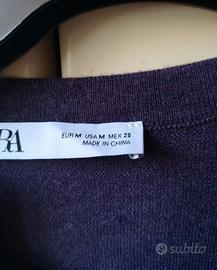 RA
EUR M USA M MEX 28
MADE IN CHINA
subito